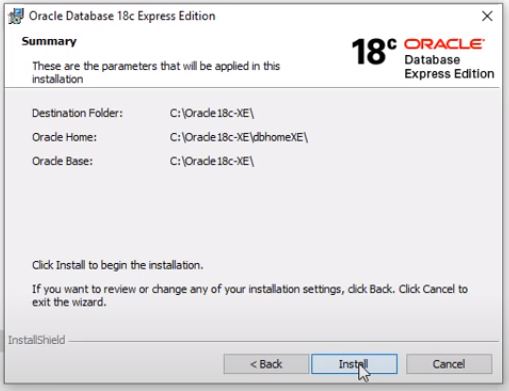 Oracle Database 18c Express Edition
Summary
These are the parameters that will be applied in this
installation
18c ORACLE
Database
Express Edition
Destination Folder: C:\Oracle18c-XE\
Oracle Home: C:\Oracle18c-XE\dbhomeXE\
Oracle Base: C:\Oracle18c-XE\
Click Install to begin the installation.
If you want to review or change any of your installation settings, click Back. Click Cancel to
exit the wizard.
InstallShield
< Back Install Cancel